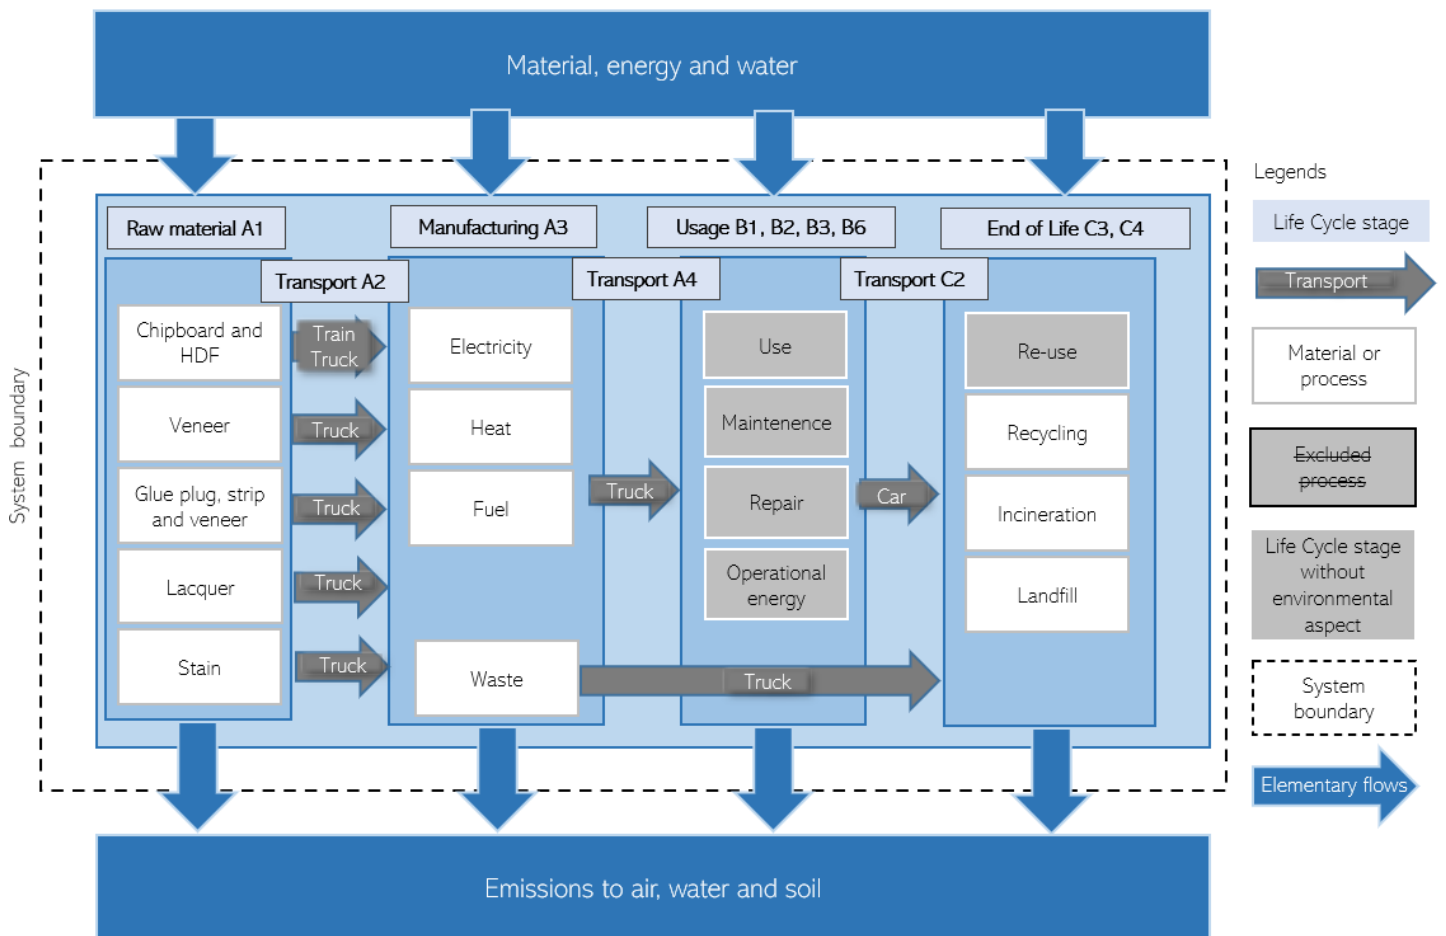 Material, energy and water
System boundary
Raw material A1
Manufacturing A3
Usage B1, B2, B3, B6
End of Life C3, C4
Transport A2
Transport A4
Transport C2
Chipboard and
HDF
Veneer
Glue plug, strip
and veneer
Lacquer
Stain
Train
Truck
Truck
Truck
Truck
Truck
Electricity
Heat
Fuel
Waste
Truck
Truck
Use
Maintenence
Repair
Operational
energy
Car
Re-use
Recycling
Incineration
Landfill
Emissions to air, water and soil
Legends
Life Cycle stage
Transport
Material or
process
Excluded
process
Life Cycle stage
without
environmental
aspect
System
boundary
Elementary flows